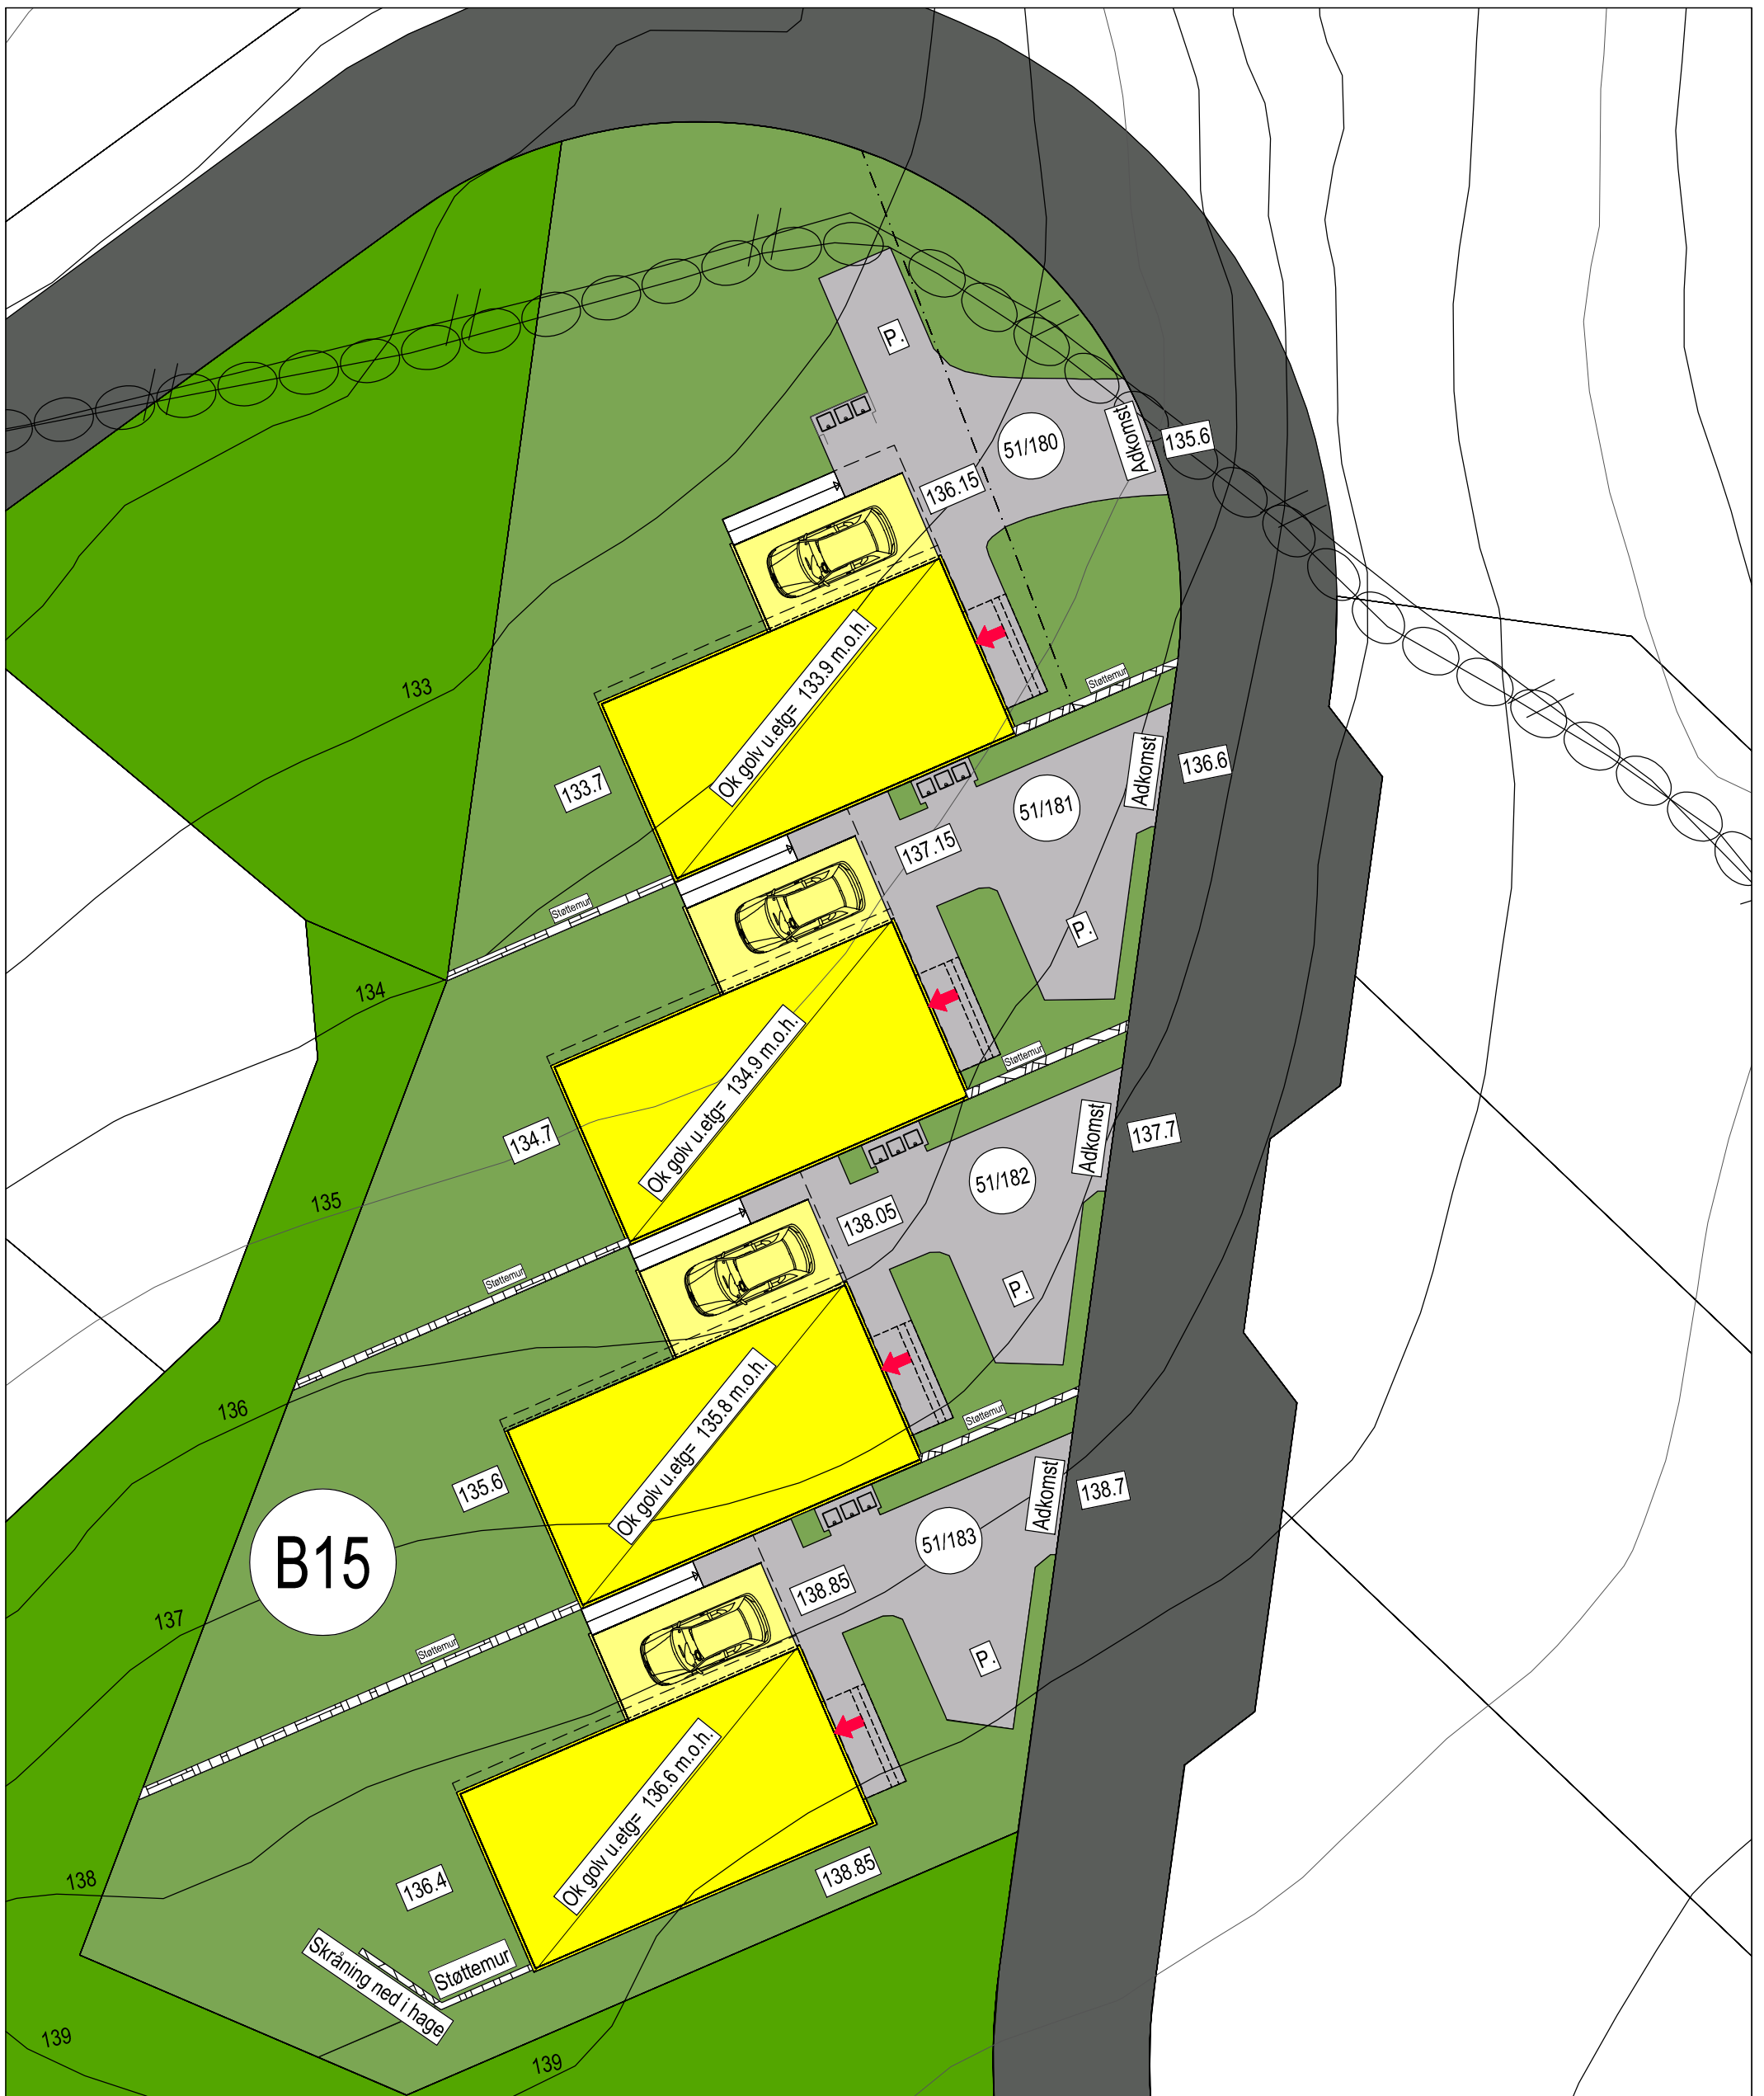 P.
51/180
Adkomst
135.6
136.15
Ok golv u.etg= 133.9 m.o.h.
Støttemur
133
133.7
Adkomst
136.6
51/181
137.15
Støttemur
P.
134
Ok golv u.etg= 134.9 m.o.h.
Støttemur
134.7
Adkomst
137.7
51/182
135
138.05
Støttemur
P.
136
Ok golv u.etg= 135.8 m.o.h.
Støttemur
135.6
Adkomst
138.7
51/183
B15
138.85
137
Støttemur
P.
Ok golv u.etg= 136.6 m.o.h.
138
136.4
138.85
Støttemur
Skråning ned i hage
139
139